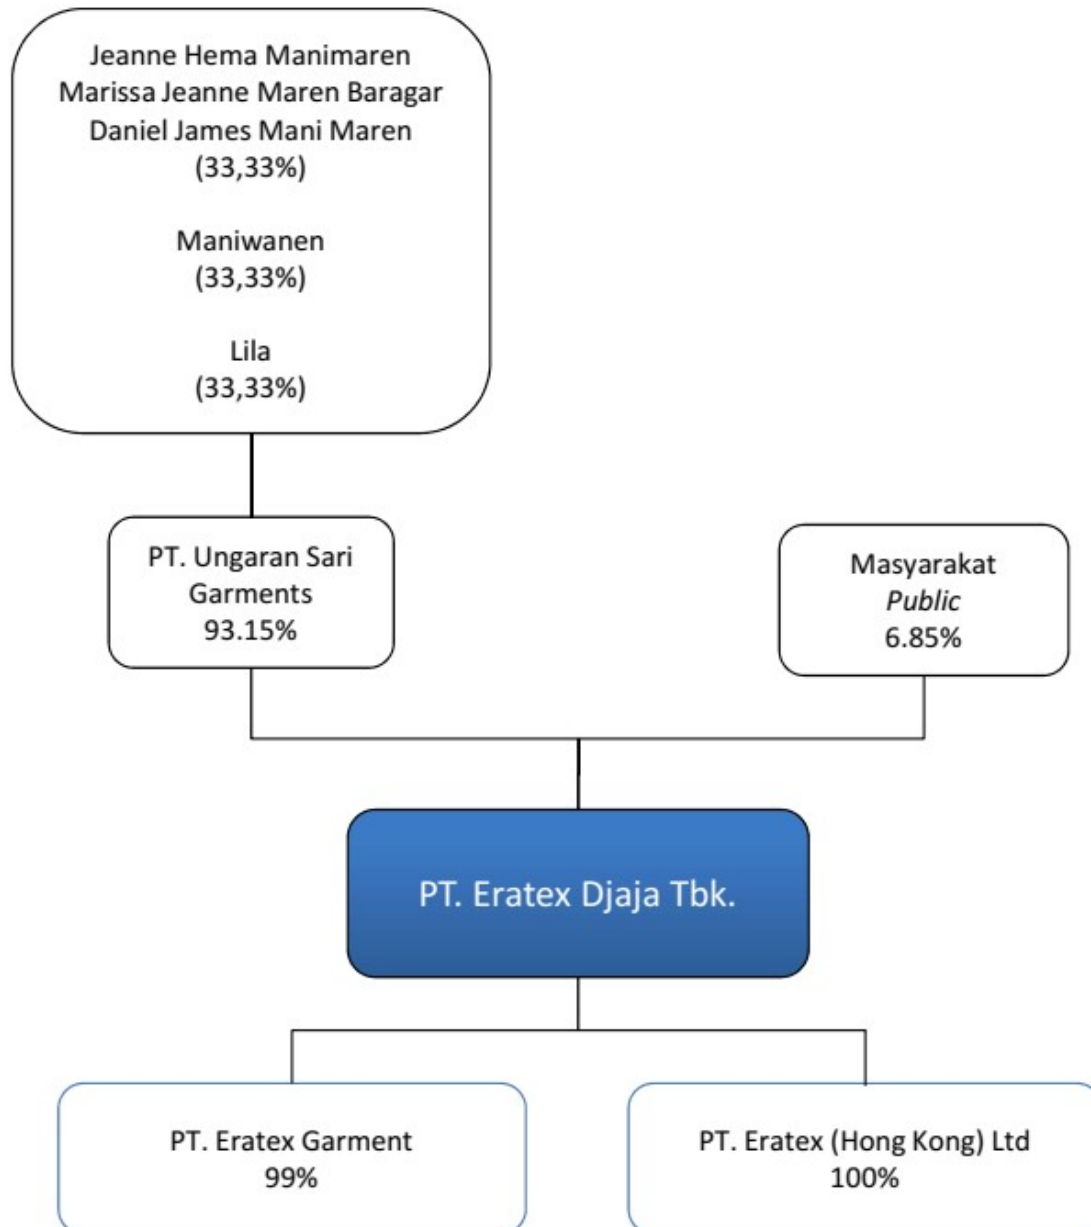 Jeanne Hema Manimaren
Marissa Jeanne Maren Baragar
Daniel James Mani Maren
(33,33%)
Maniwanen
(33,33%)
Lila
(33,33%)
PT. Ungaran Sari
Garments
93.15%
Masyarakat
Public
6.85%
PT. Eratex Djaja Tbk.
PT. Eratex Garment
99%
PT. Eratex (Hong Kong) Ltd
100%